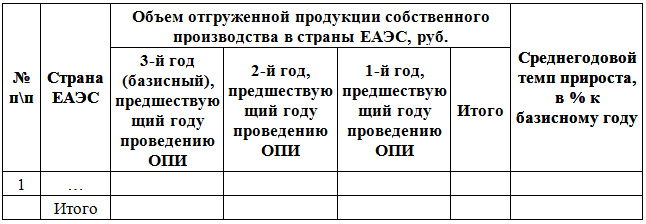 №
п\п
Страна
ЕАЭС
Объем отгруженной продукции собственного
производства в страны ЕАЭС, руб.
3-й год
(базисный),
предшествую
щий году
проведению
ОПИ
2-й год,
предшествую
щий году
проведению
ОПИ
1-й год,
предшествую
щий году
проведению
ОПИ
Итого
Среднегодовой
темп прироста,
в % к
базисному году
1 ...
Итого